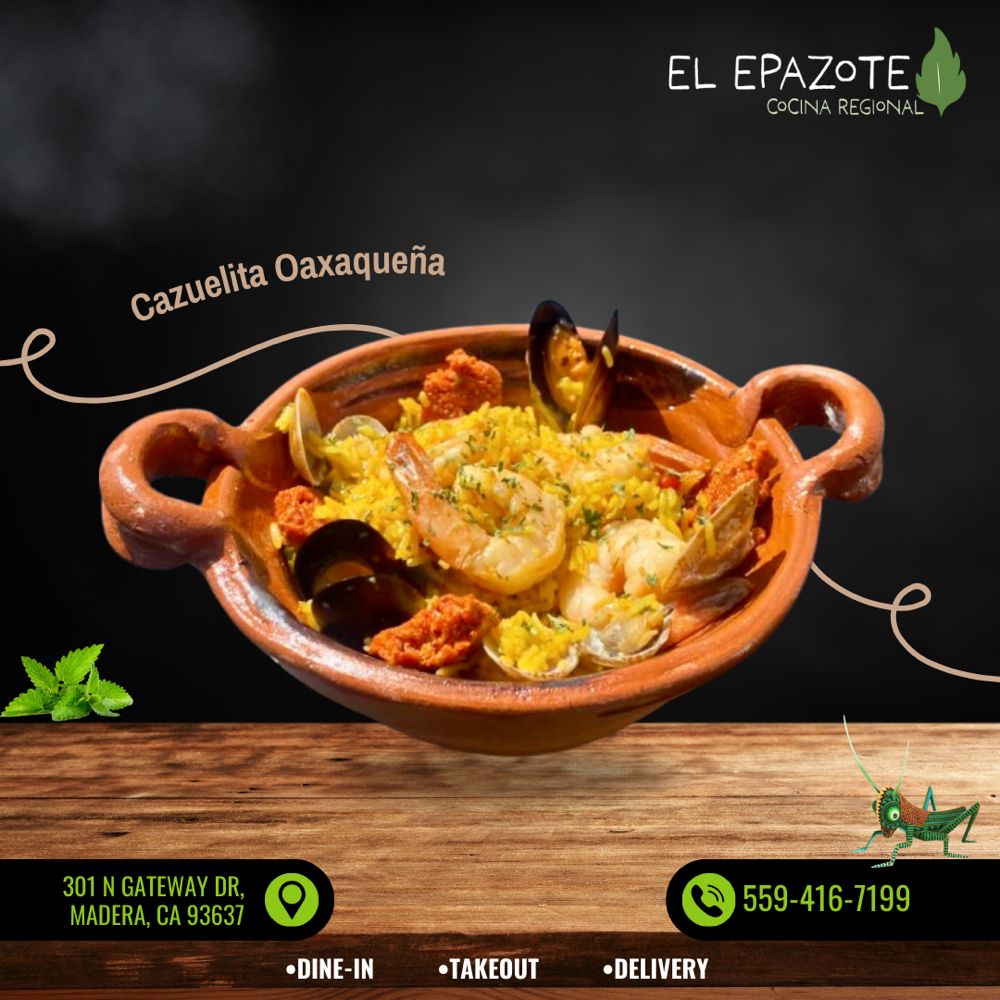 EL EPAZOTE
COCINA REGIONAL
Cazuelita Oaxaqueña
301 N GATEWAY DR,
MADERA, CA 93637
559-416-7199
•DINE-IN •TAKEOUT •DELIVERY